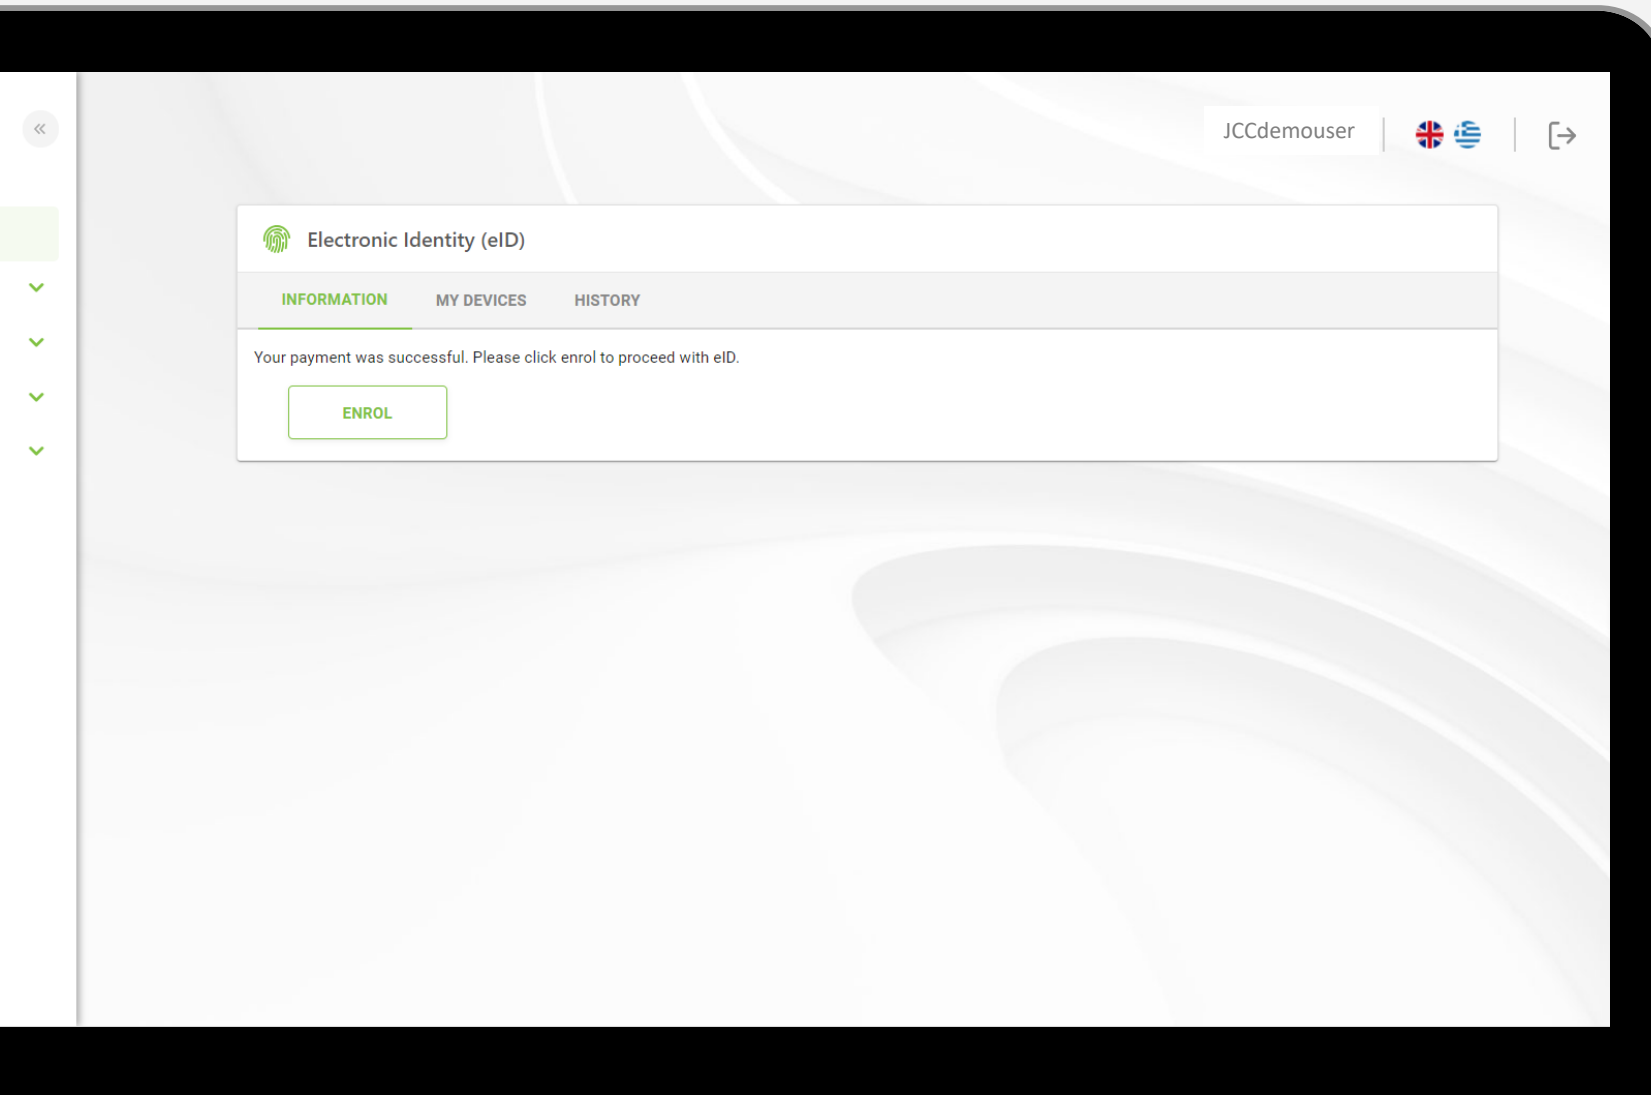 JCCdemouser
Electronic Identity (eID)
INFORMATION MY DEVICES HISTORY
Your payment was successful. Please click enrol to proceed with eID.
ENROL